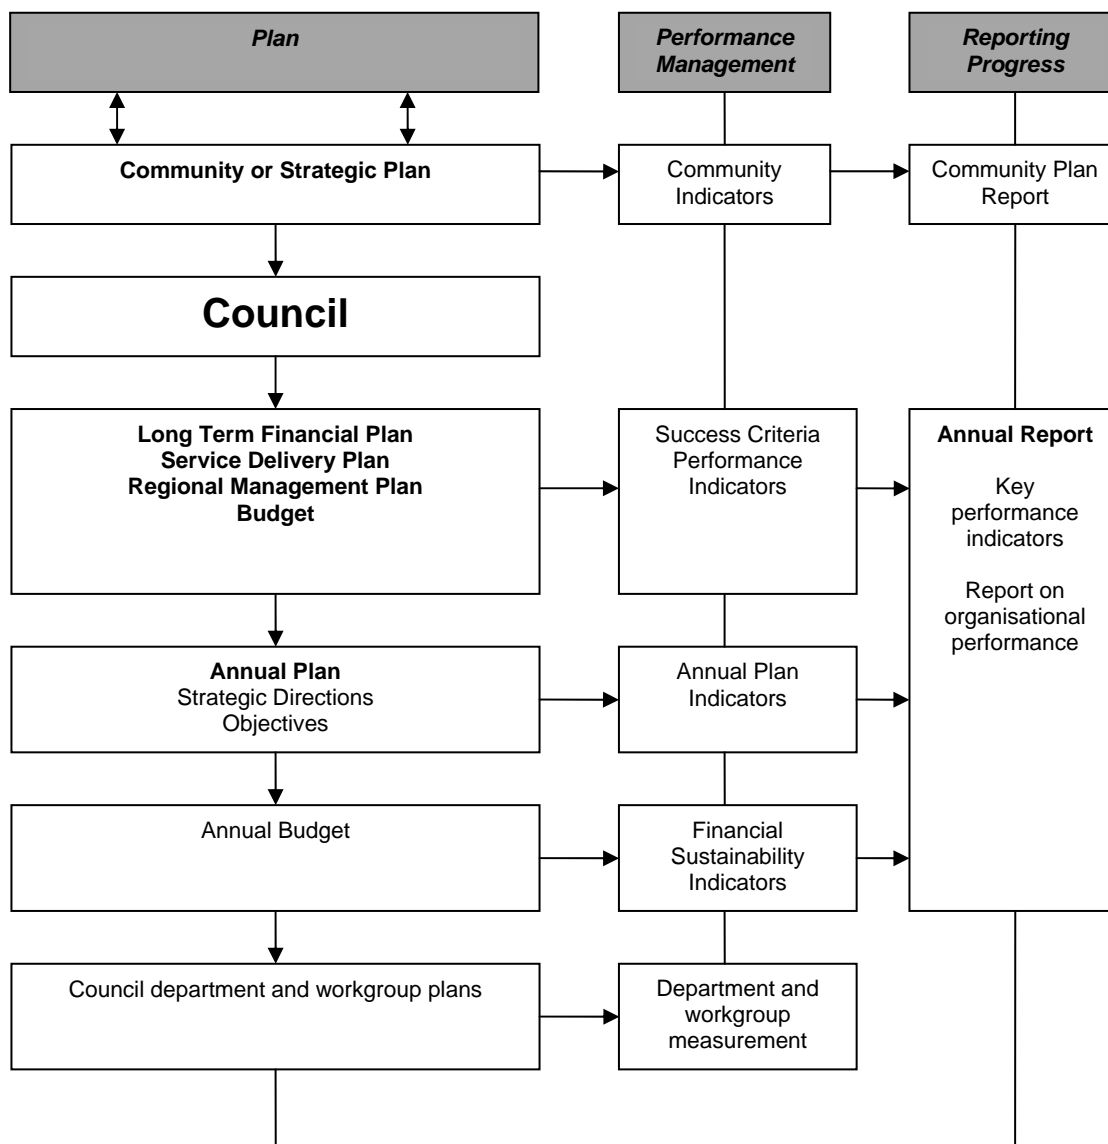 Plan
Performance
Management
Reporting
Progress
Community or Strategic Plan
Community
Indicators
Community Plan
Report
Council
Long Term Financial Plan
Service Delivery Plan
Regional Management Plan
Budget
Success Criteria
Performance
Indicators
Annual Report
Key
performance
indicators
Report on
organisational
performance
Annual Plan
Strategic Directions
Objectives
Annual Plan
Indicators
Annual Budget
Financial
Sustainability
Indicators
Council department and workgroup plans
Department and
workgroup
measurement